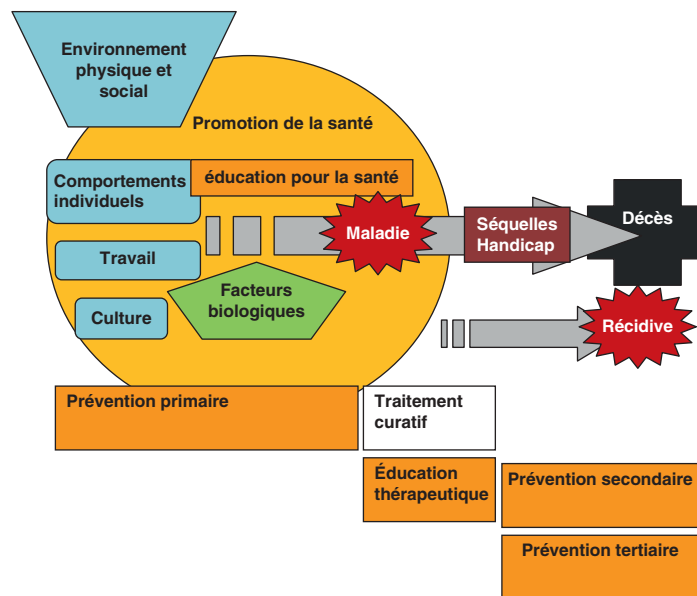 Environnement
physique et
social
Promotion de la santé
Comportements
individuels
éducation pour la santé
Maladie
Séquelles
Handicap
Décès
Travail
Facteurs
biologiques
Culture
Récidive
Prévention primaire
Traitement
curatif
Éducation
thérapeutique
Prévention secondaire
Prévention tertiaire